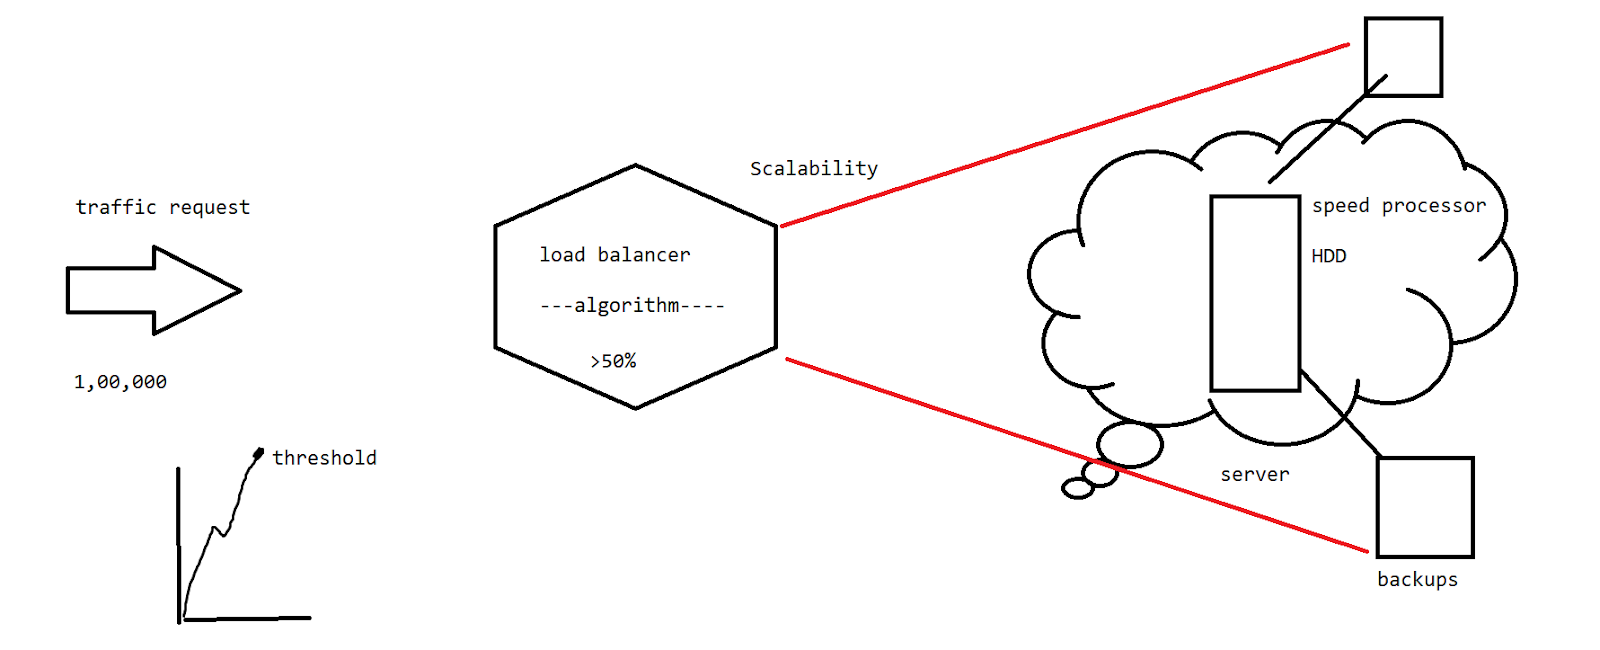 traffic request
1,00,000
threshold
load balancer
---algorithm----
>50%
Scalability
speed processor
HDD
server
backups